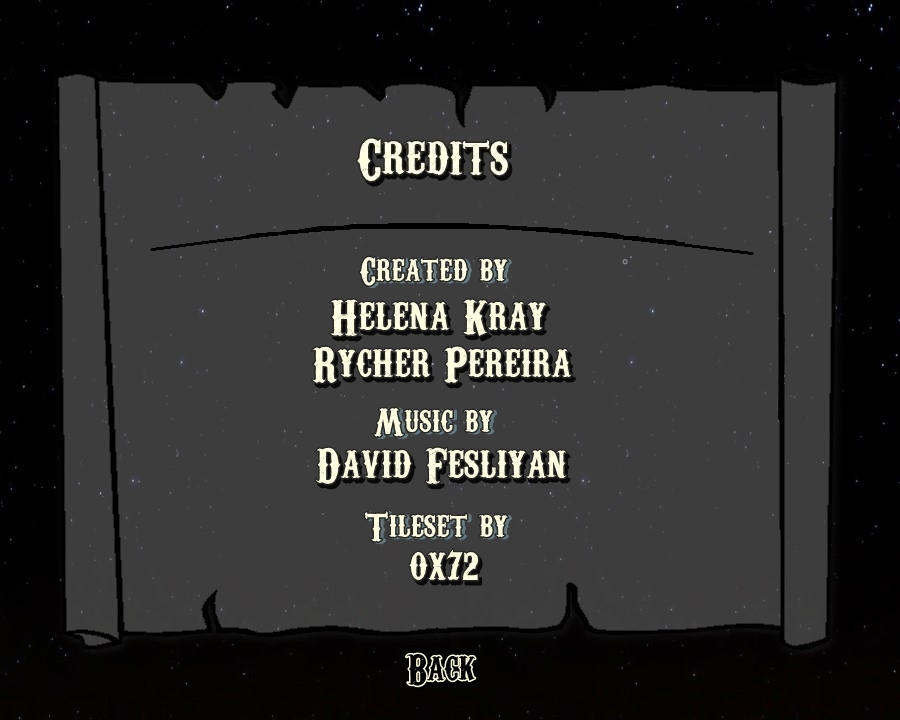 Credits
Created by
Helena Kray
Rycher Pereira
Music by
David Fesliyan
Tileset by
0x72
Back